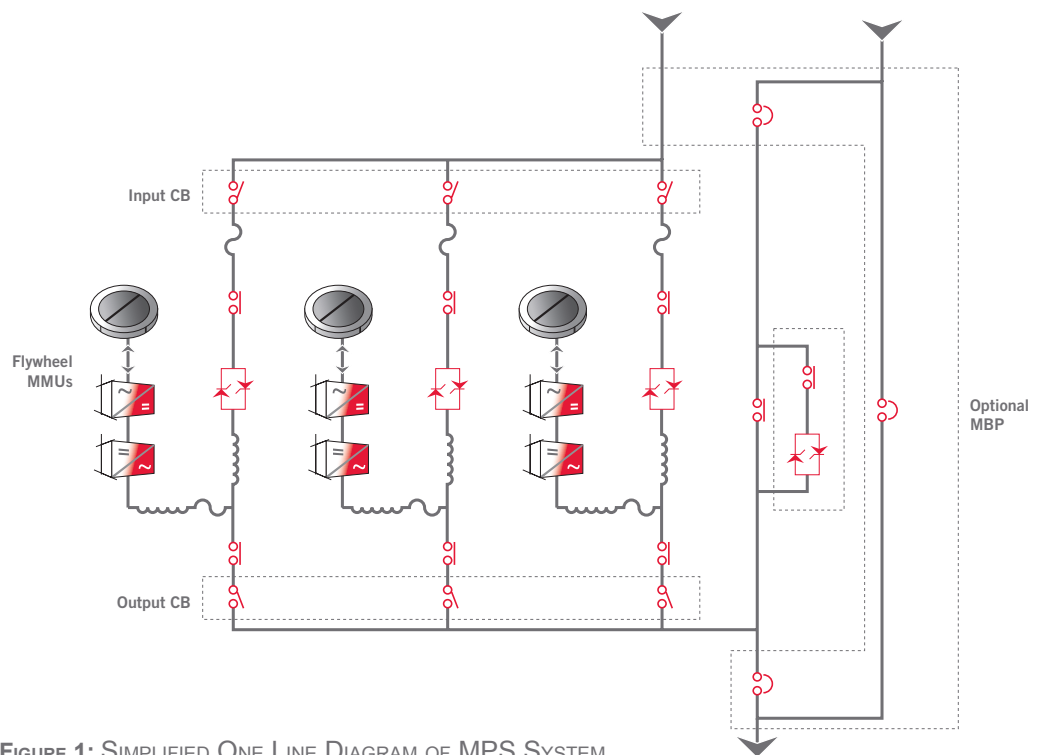 Input CB
Flywheel
MMUs
Optional
MBP
Output CB
FIGURE 1: SIMPLIFIED ONE LINE DIAGRAM OF MPS SYSTEM